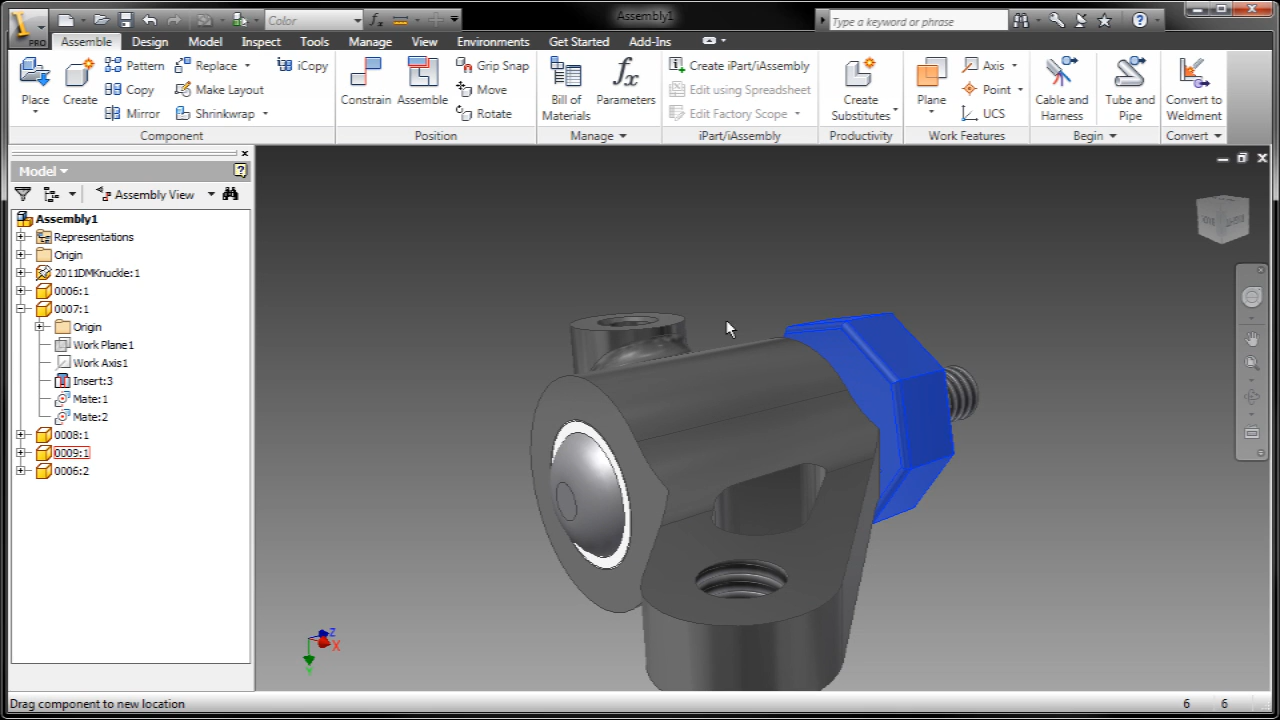 PRO
Color
fx
Assembly1
Type a keyword or phrase
Assemble Design Model Inspect Tools Manage View Environments Get Started Add-Ins
Place
Create
Pattern
Copy
Mirror
Replace
Make Layout
Shrinkwrap
iCopy
Component
Constrain
Assemble
Grip Snap
Move
Rotate
Position
Bill of
Materials
fx
Parameters
Manage
Create iPart/iAssembly
Edit using Spreadsheet
Edit Factory Scope
iPart/iAssembly
Create
Substitutes
Productivity
Plane
Axis
Point
UCS
Work Features
Cable and
Harness
Tube and
Pipe
Begin
Convert to
Weldment
Convert
Model
Assembly View
Assembly1
Representations
Origin
2011DMKnuckle:1
0006:1
0007:1
Origin
Work Plane1
Work Axis1
Insert:3
Mate:1
Mate:2
0008:1
0009:1
0006:2
Z
X
Y
Drag component to new location
6 6